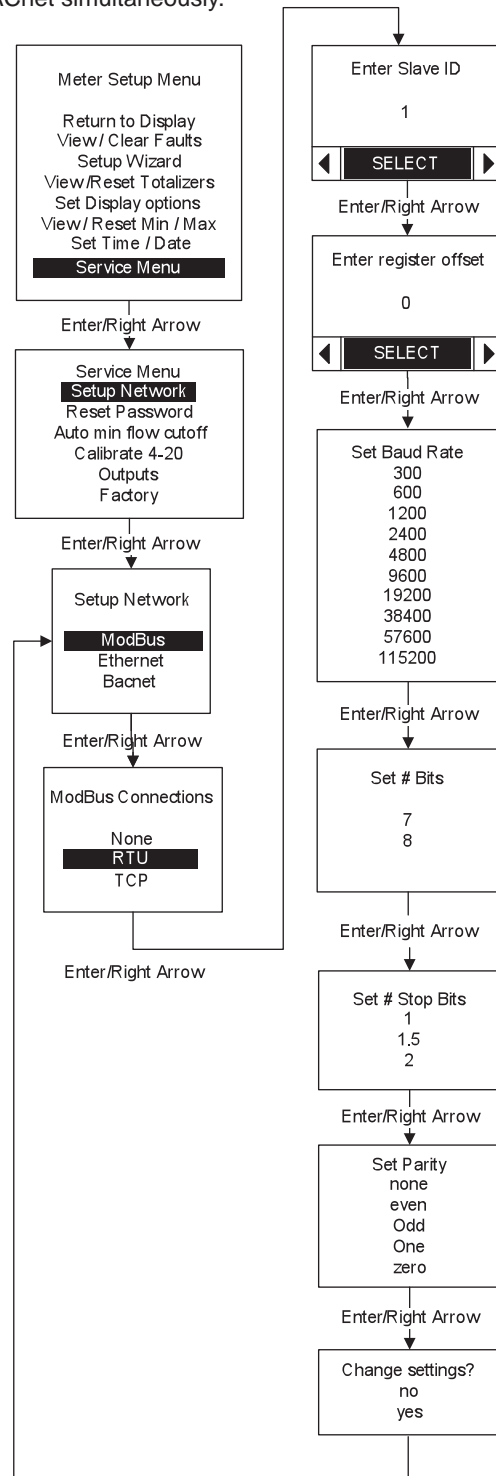 Cnet simultaneously.
Meter Setup Menu
Return to Display
View / Clear Faults
Setup Wizard
View/Reset Totalizers
Set Display options
View / Reset Min / Max
Set Time / Date
Service Menu
Enter/Right Arrow
Service Menu
Setup Network
Reset Password
Auto min flow cutoff
Calibrate 4-20
Outputs
Factory
Enter/Right Arrow
Setup Network
ModBus
Ethernet
Bacnet
Enter/Right Arrow
ModBus Connections
None
RTU
TCP
Enter/Right Arrow
Enter Slave ID
1
SELECT
Enter/Right Arrow
Enter register offset
0
SELECT
Enter/Right Arrow
Set Baud Rate
300
600
1200
2400
4800
9600
19200
38400
57600
115200
Enter/Right Arrow
Set # Bits
7
8
Enter/Right Arrow
Set # Stop Bits
1
1.5
2
Enter/Right Arrow
Set Parity
none
even
Odd
One
zero
Enter/Right Arrow
Change settings?
no
yes